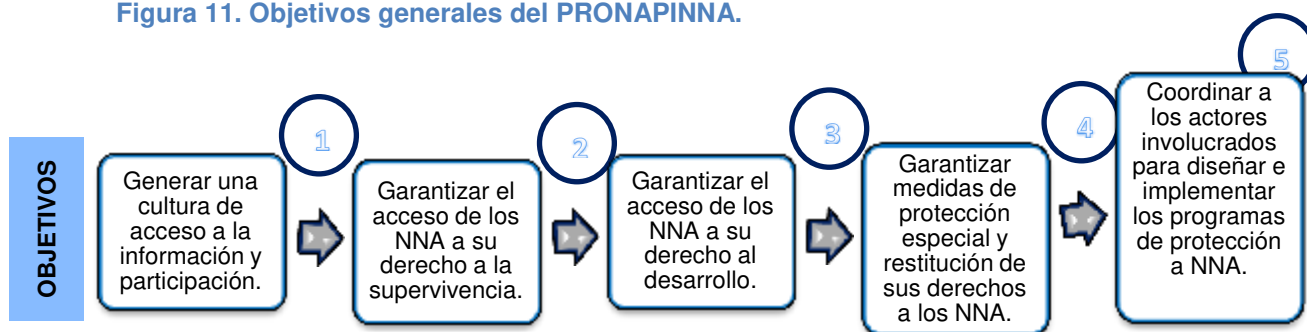 Figura 11. Objetivos generales del PRONAPINNA.
OBJETIVOS
1
Generar una
cultura de
acceso a la
información y
participación.
2
Garantizar el
acceso de los
NNA a su
derecho a la
supervivencia.
3
Garantizar el
acceso de los
NNA a su
derecho al
desarrollo.
4
Garantizar
medidas de
protección
especial y
restitución de
sus derechos
a los NNA.
5
Coordinar a
los actores
involucrados
para diseñar e
implementar
los programas
de protección
a NNA.